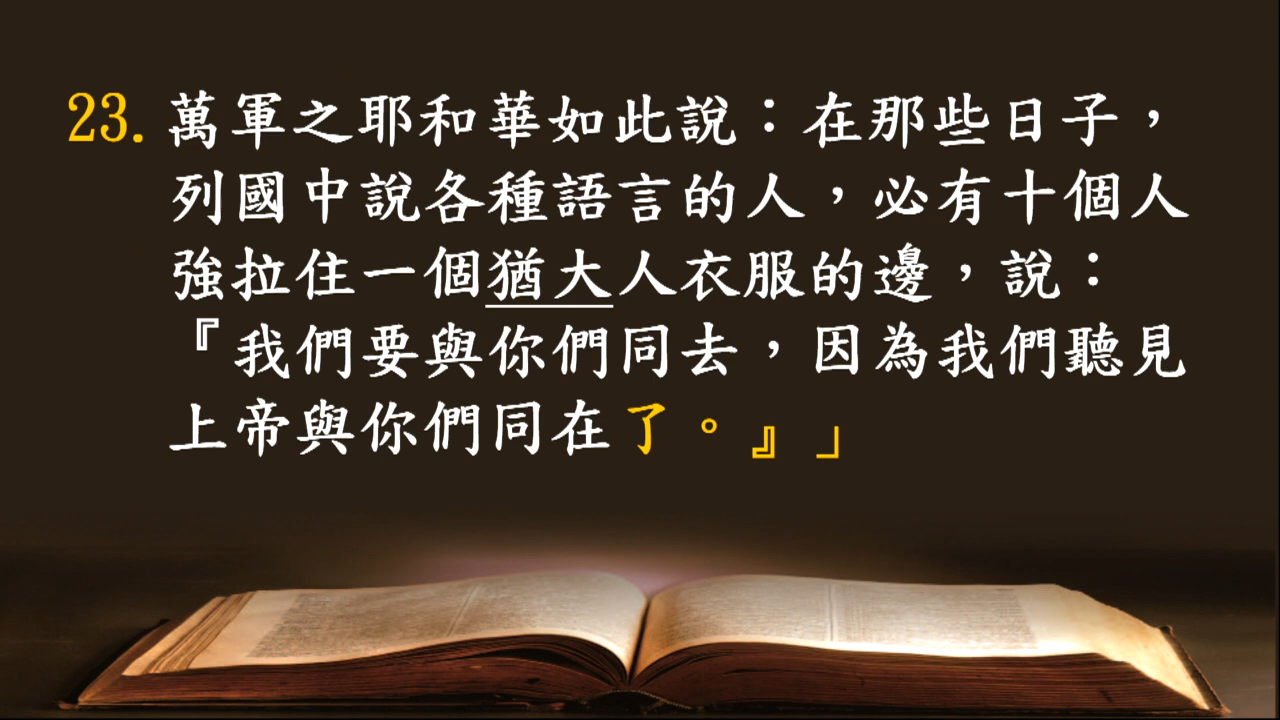 23. 萬軍之耶和華如此說：在那些日子，
列國中說各種語言的人，必有十個人
強拉住一個猶大人衣服的邊，說：
『我們要與你們同去，因為我們聽見
上帝與你們同在了。』」